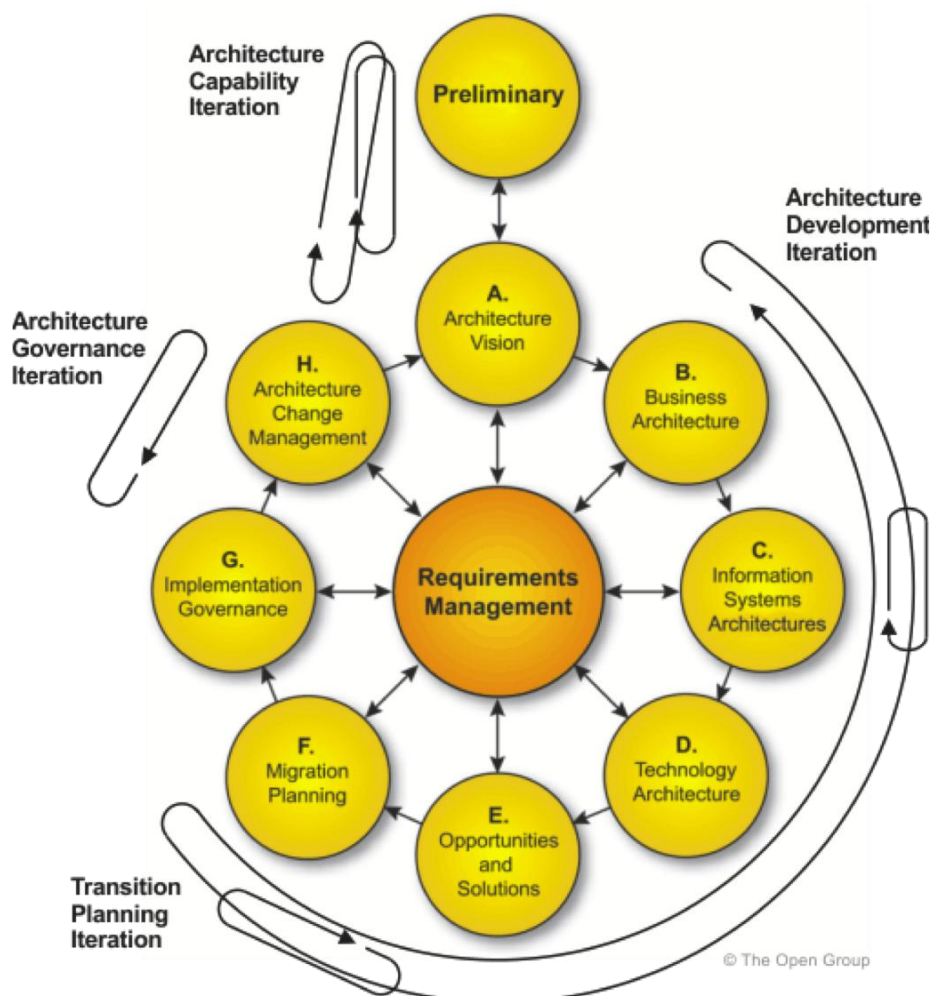 Architecture
Capability
Iteration
Preliminary
Architecture
Development
Iteration
A.
Architecture
Vision
Architecture
Governance
Iteration
H.
Architecture
Change
Management
B.
Business
Architecture
G.
Implementation
Governance
Requirements
Management
C.
Information
Systems
Architectures
F.
Migration
Planning
D.
Technology
Architecture
E.
Opportunities
and
Solutions
Transition
Planning
Iteration
© The Open Group